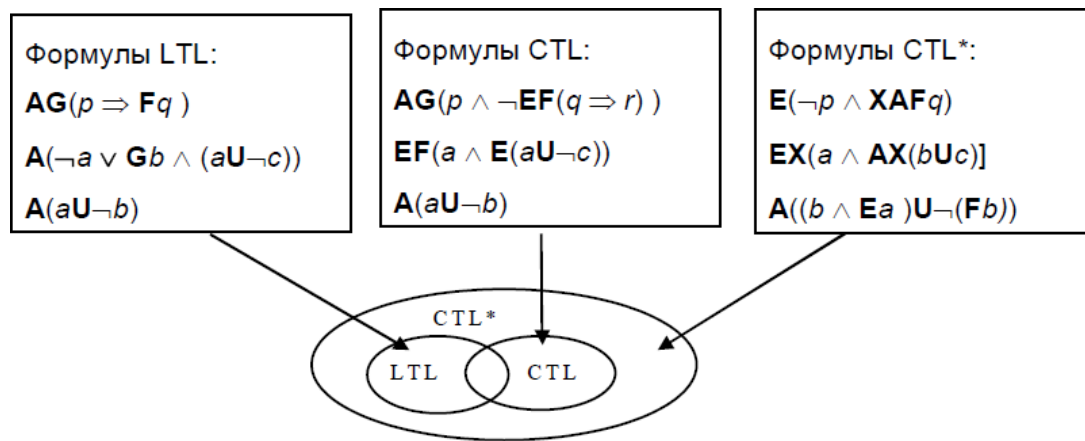 Формулы LTL:
AG(p ⇒ Fq )
A(¬a ∨ Gb ∧ (aU¬c))
A(aU¬b)
Формулы CTL:
AG(p ∧ ¬EF(q ⇒ r) )
EF(a ∧ E(aU¬c))
A(aU¬b)
Формулы CTL*:
E(¬p ∧ XAFq)
EX(a ∧ AX(bUc)]
A((b ∧ Ea )U¬(Fb))
CTL*
LTL
CTL